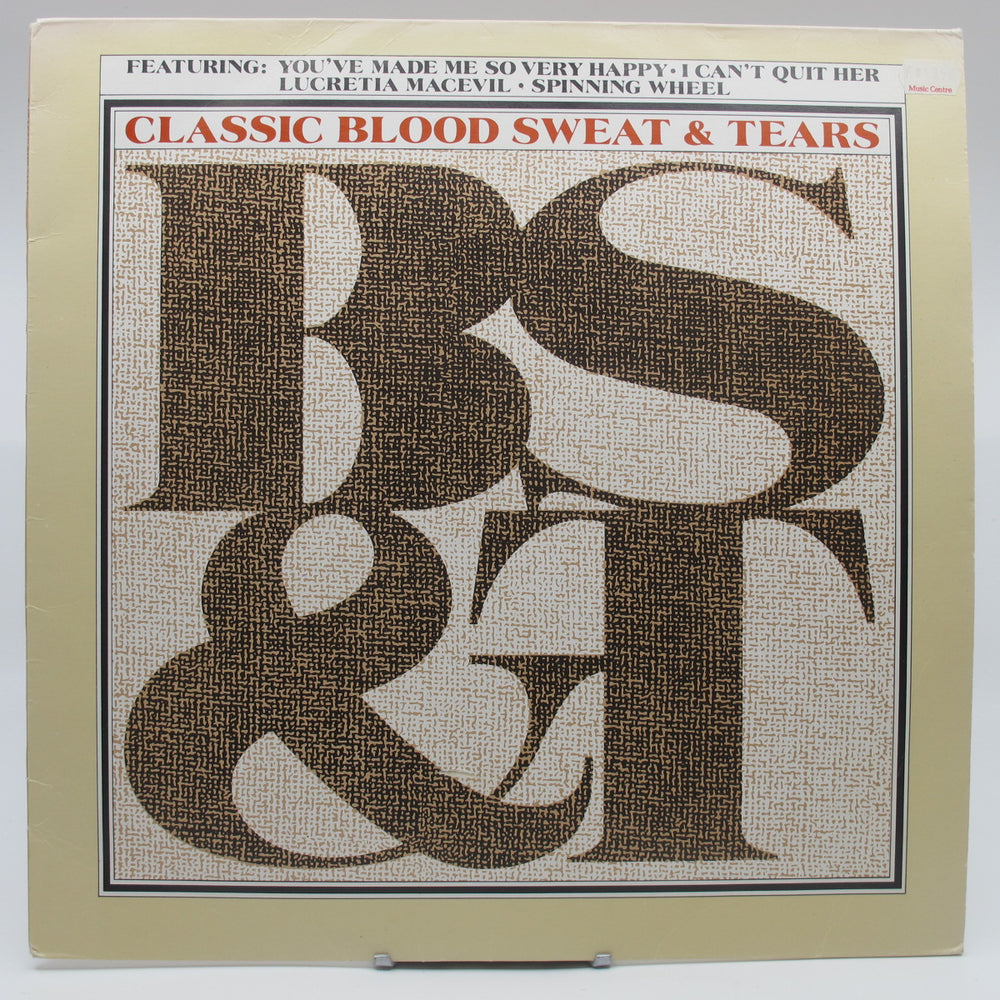 FEATURING: YOU'VE MADE ME SO VERY HAPPY • I CAN'T QUIT HER
LUCRETIA MACEVIL • SPINNING WHEEL
Music Centre
CLASSIC BLOOD SWEAT & TEARS
BS
&T